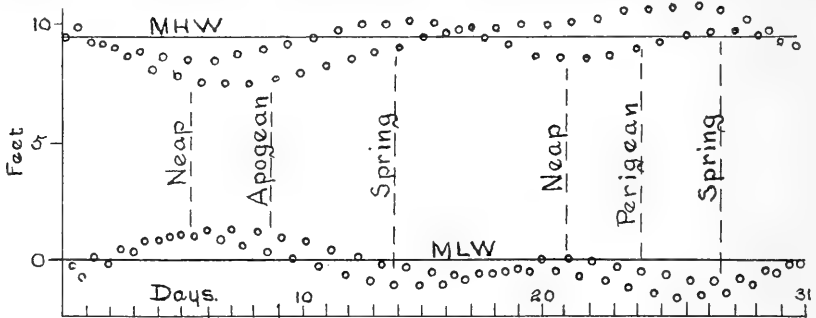 10
MHW
Feet
5
Neap
Apogean
Spring
Neap
Perigean
Spring
0
MLW
Days.
10
20
31